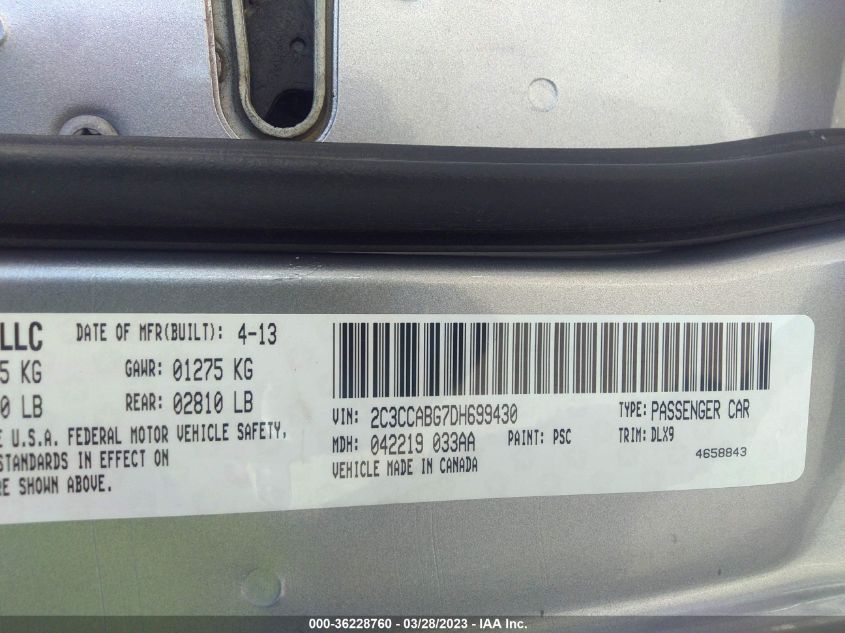 LLC DATE OF MFR(BUILT): 4-13
5 KG GAWR: 01275 KG
0 LB REAR: 02810 LB
E U.S.A. FEDERAL MOTOR VEHICLE SAFETY,
STANDARDS IN EFFECT ON
RE SHOWN ABOVE.
VIN: 2C3CCABG7DH699430 TYPE: PASSENGER CAR
MDH: 042219 033AA PAINT: PSC TRIM: DLX9
VEHICLE MADE IN CANADA 4658843
000-36228760 - 03/28/2023 - IAA Inc.